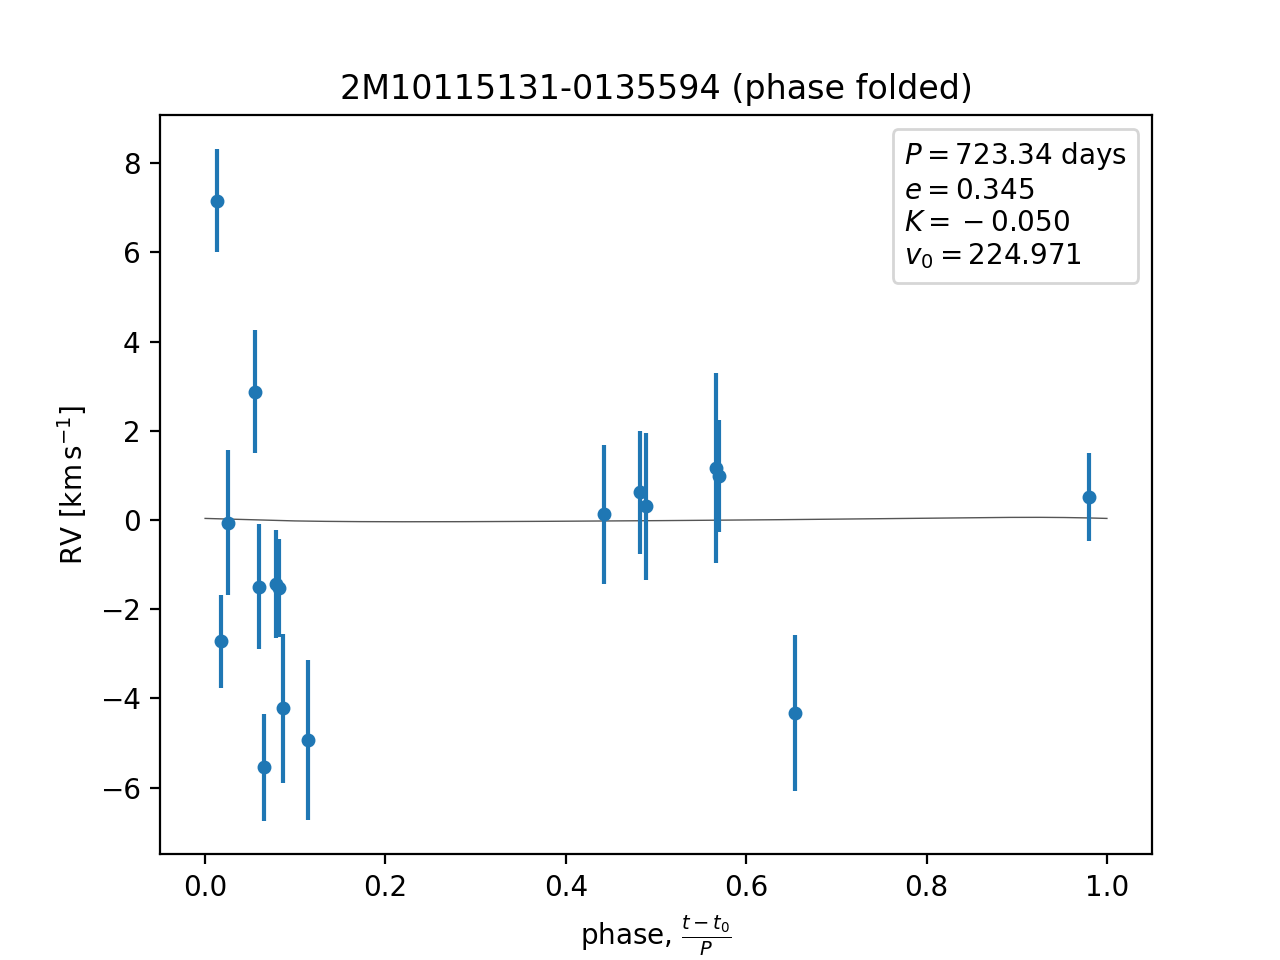 2M10115131-0135594 (phase folded)
P = 723.34 days
e = 0.345
K = −0.050
v₀ = 224.971
8
6
4
2
0
−2
−4
−6
RV [km s⁻¹]
0.0 0.2 0.4 0.6 0.8 1.0
phase, (t − t₀)/P